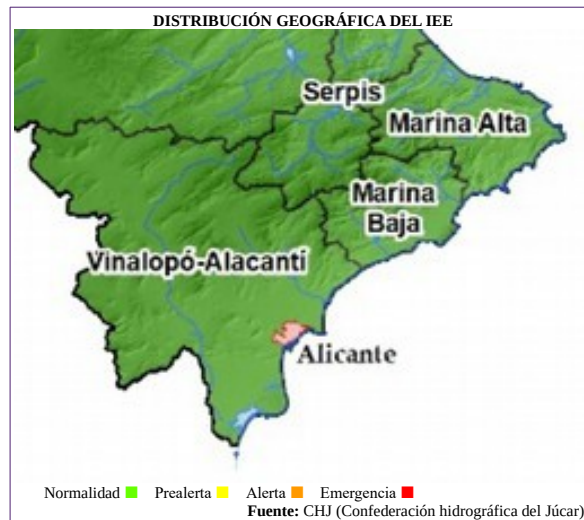 DISTRIBUCIÓN GEOGRÁFICA DEL IEE
Serpis
Marina Alta
Marina
Baja
Vinalopó-Alacantí
Alicante
Normalidad Prealerta Alerta Emergencia
Fuente: CHJ (Confederación hidrográfica del Júcar)